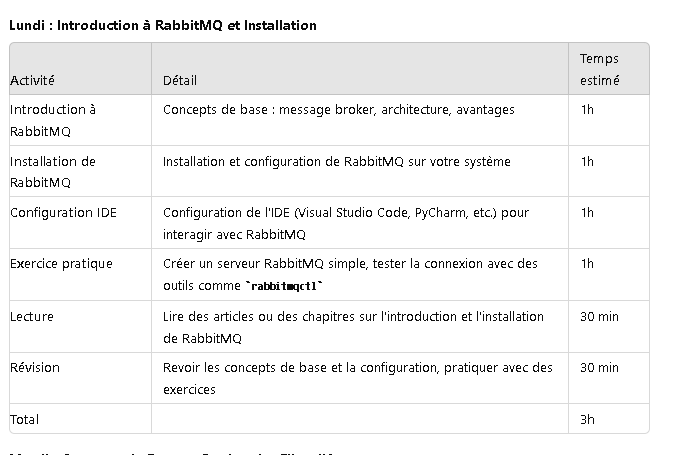 Lundi : Introduction à RabbitMQ et Installation
Activité Détail Temps estimé
Introduction à RabbitMQ Concepts de base : message broker, architecture, avantages 1h
Installation de RabbitMQ Installation et configuration de RabbitMQ sur votre système 1h
Configuration IDE Configuration de l'IDE (Visual Studio Code, PyCharm, etc.) pour
interagir avec RabbitMQ 1h
Exercice pratique Créer un serveur RabbitMQ simple, tester la connexion avec des
outils comme `rabbitmqctl` 1h
Lecture Lire des articles ou des chapitres sur l'introduction et l'installation
de RabbitMQ 30 min
Révision Revoir les concepts de base et la configuration, pratiquer avec des
exercices 30 min
Total 3h